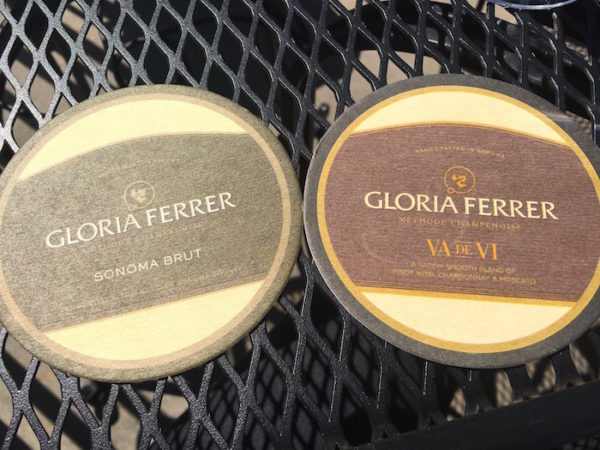 GLORIA FERRER
SONOMA BRUT
HAND CRAFTED IN SONOMA
GLORIA FERRER
MÉTHODE CHAMPENOISE
VA DE VI
A SATINY SMOOTH BLEND OF
PINOT NOIR, CHARDONNAY & MOSCATO